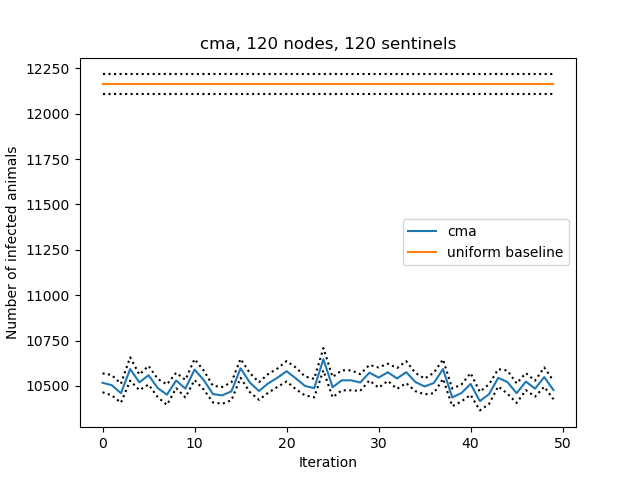 cma, 120 nodes, 120 sentinels
Number of infected animals
12250
12000
11750
11500
11250
11000
10750
10500
cma
uniform baseline
0
10
20
30
40
50
Iteration